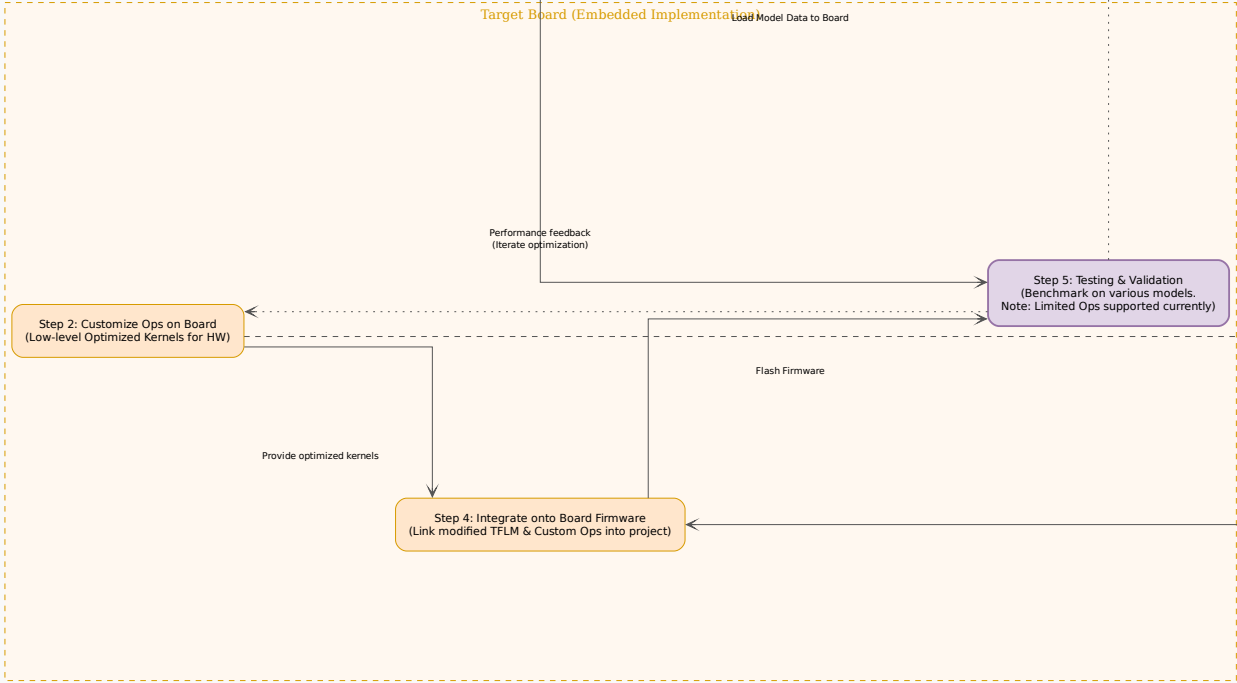 Target Board (Embedded Implementation)
Load Model Data to Board
Performance feedback
(Iterate optimization)
Step 5: Testing & Validation
(Benchmark on various models.
Note: Limited Ops supported currently)
Step 2: Customize Ops on Board
(Low-level Optimized Kernels for HW)
Flash Firmware
Provide optimized kernels
Step 4: Integrate onto Board Firmware
(Link modified TFLM & Custom Ops into project)